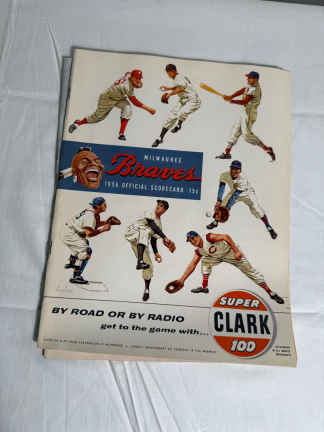 MILWAUKEE
Braves
1956 OFFICIAL SCORECARD 15¢
BY ROAD OR BY RADIO
get to the game with...
SUPER
CLARK
100